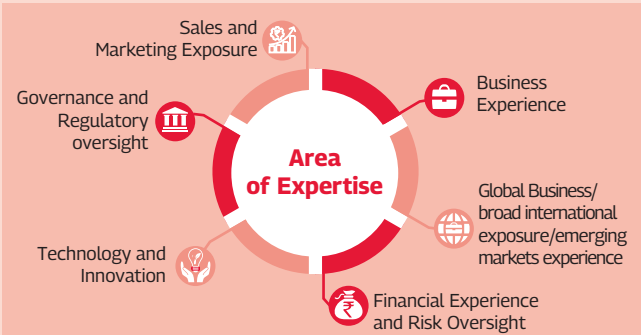 Sales and
Marketing Exposure
Business
Experience
Governance and
Regulatory
oversight
Area
of Expertise
Global Business/
broad international
exposure/emerging
markets experience
Technology and
Innovation
₹
Financial Experience
and Risk Oversight